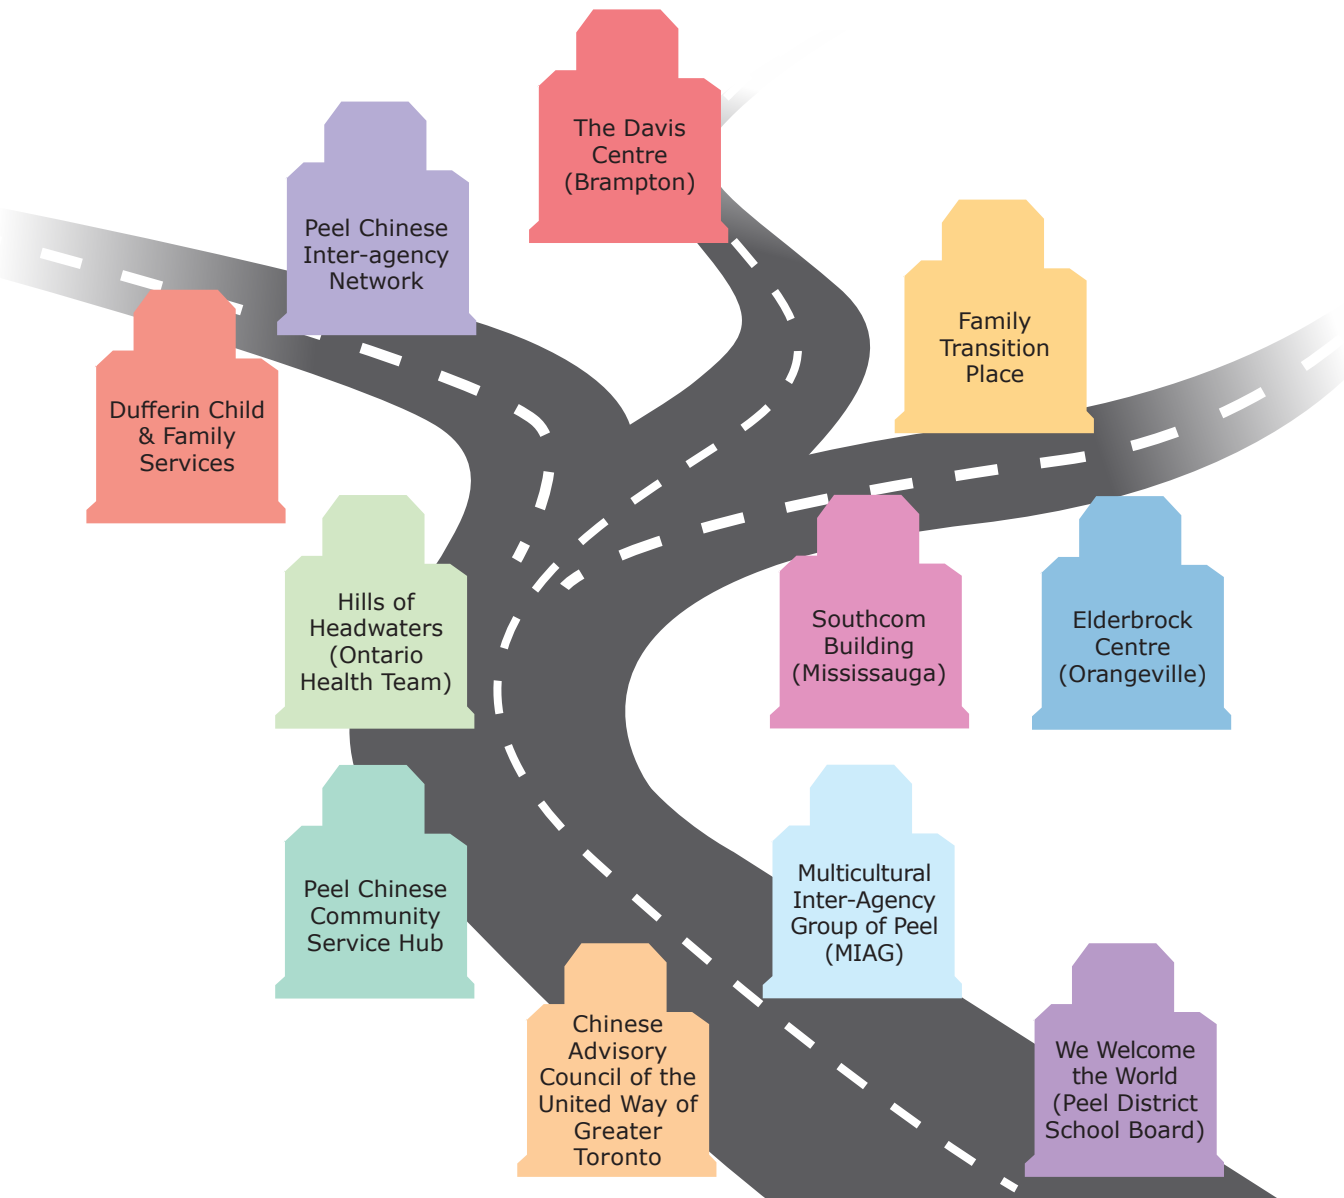 The Davis
Centre
(Brampton)
Peel Chinese
Inter-agency
Network
Family
Transition
Place
Dufferin Child
& Family
Services
Hills of
Headwaters
(Ontario
Health Team)
Southcom
Building
(Mississauga)
Elderbrock
Centre
(Orangeville)
Peel Chinese
Community
Service Hub
Multicultural
Inter-Agency
Group of Peel
(MIAG)
Chinese
Advisory
Council of the
United Way of
Greater
Toronto
We Welcome
the World
(Peel District
School Board)